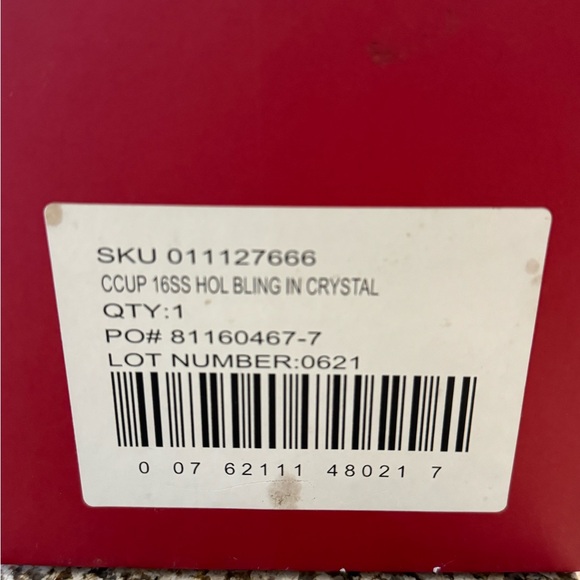 SKU 011127666
CCUP 16SS HOL BLING IN CRYSTAL
QTY:1
PO# 81160467-7
LOT NUMBER:0621
0 07 62111 48021 7